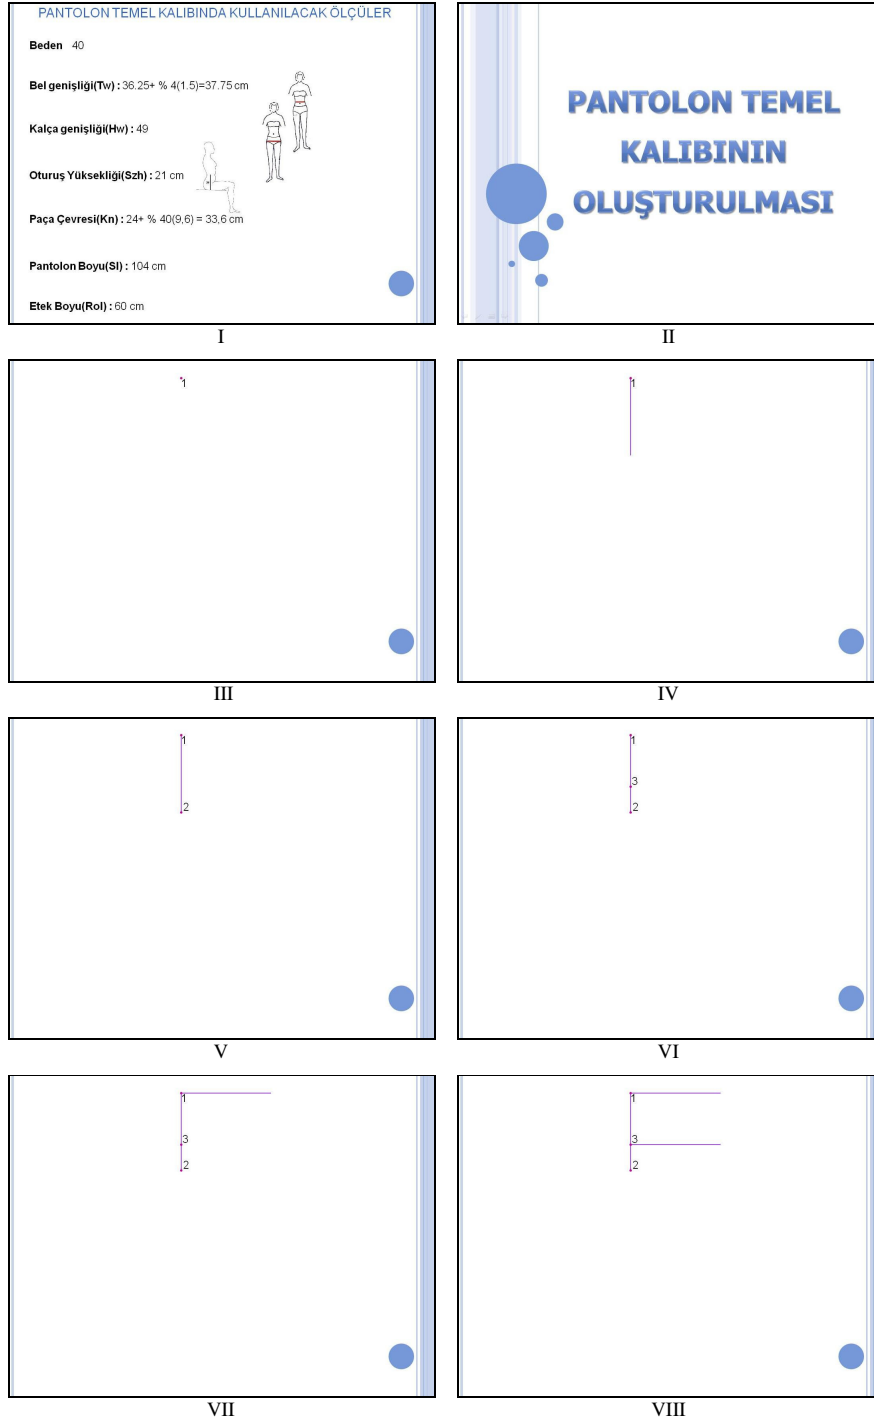 PANTOLON TEMEL KALIBINDA KULLANILACAK ÖLÇÜLER
Beden 40
Bel genişliği(Tw) : 36.25+ % 4(1.5)=37.75 cm
Kalça genişliği(Hw) : 49
Oturuş Yüksekliği(Szh) : 21 cm
Paça Çevresi(Kn) : 24+ % 40(9,6) = 33,6 cm
Pantolon Boyu(Sl) : 104 cm
Etek Boyu(Rol) : 60 cm
I
PANTOLON TEMEL
KALIBININ
OLUŞTURULMASI
II
1
III
1
IV
1
2
V
1
3
2
VI
1
3
2
VII
1
3
2
VIII